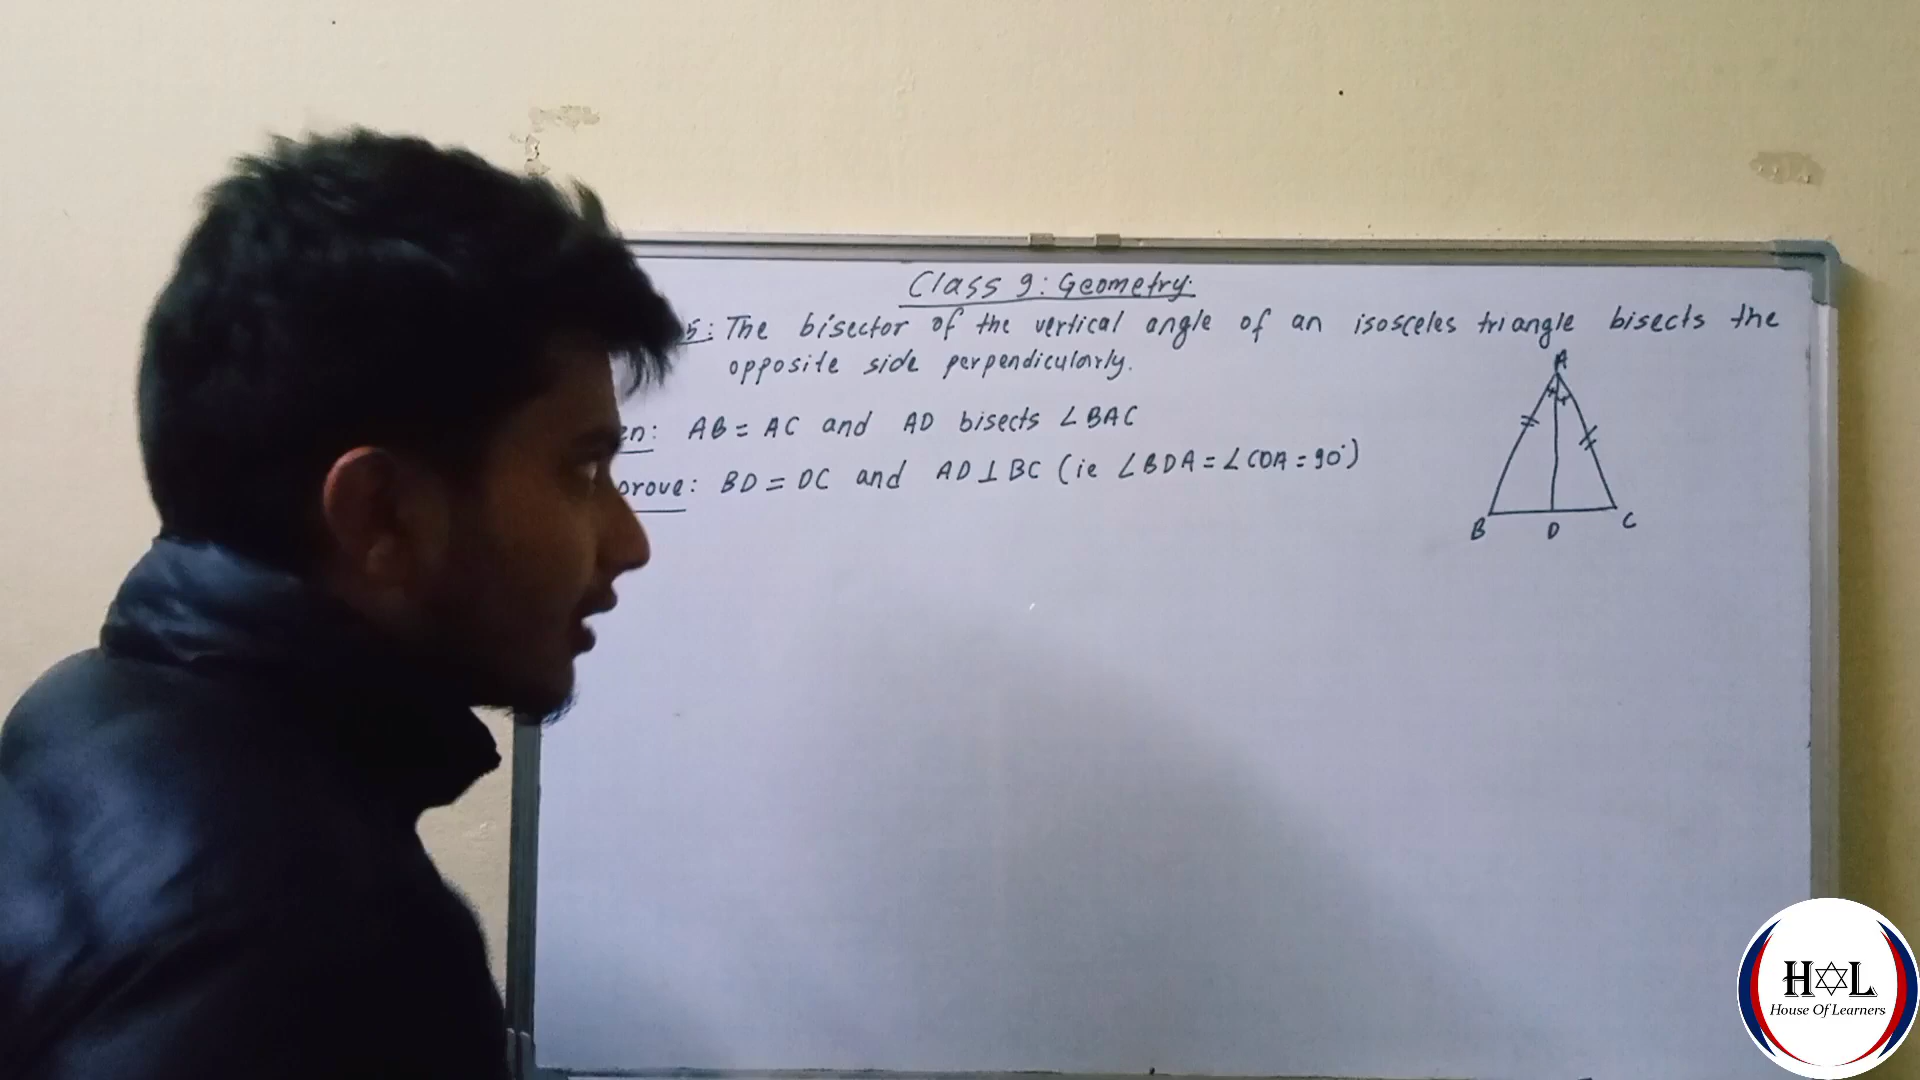 Class 9: Geometry.
5: The bisector of the vertical angle of an isosceles triangle bisects the
opposite side perpendicularly.
en: AB = AC and AD bisects ∠BAC
prove: BD = DC and AD ⊥ BC (ie ∠BDA = ∠CDA = 90°)
A
B D C
H L
House Of Learners